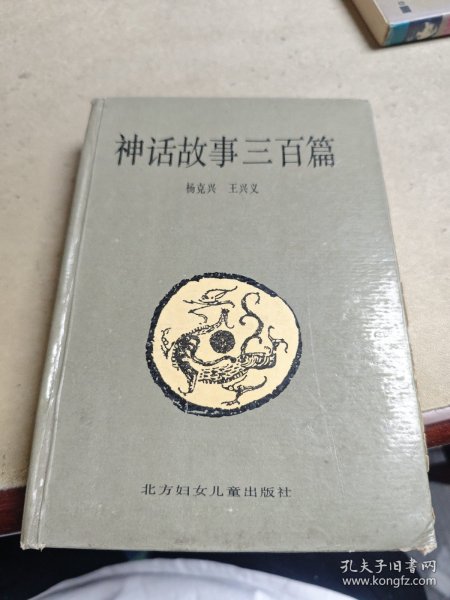 神话故事三百篇
杨克兴 王兴义
北方妇女儿童出版社
孔夫子旧书网
www.kongfz.com